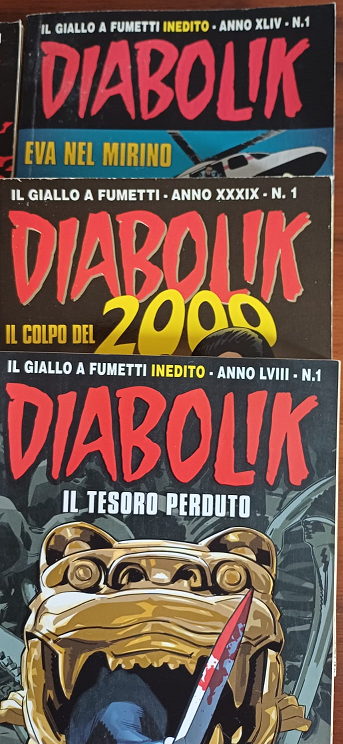 IL GIALLO A FUMETTI INEDITO - ANNO XLIV - N.1
DIABOLIK
EVA NEL MIRINO
IL GIALLO A FUMETTI - ANNO XXXIX - N. 1
DIABOLIK
IL COLPO DEL 2000
IL GIALLO A FUMETTI INEDITO - ANNO LVIII - N.1
DIABOLIK
IL TESORO PERDUTO